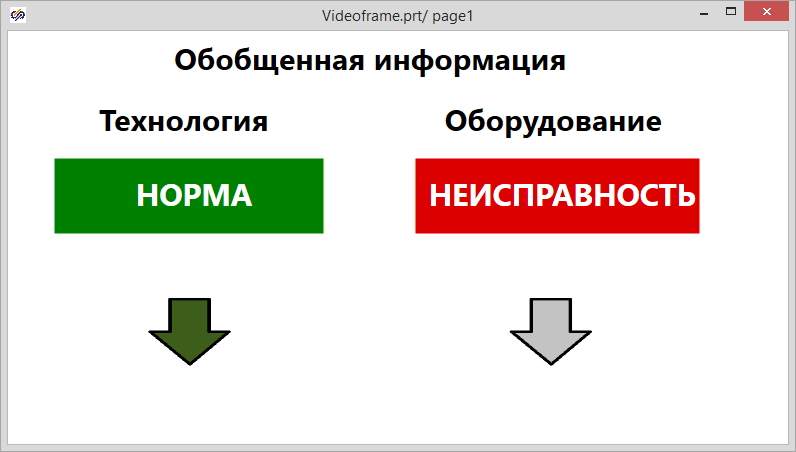 Videoframe.prt/ page1
Обобщенная информация
Технология
Оборудование
НОРМА
НЕИСПРАВНОСТЬ